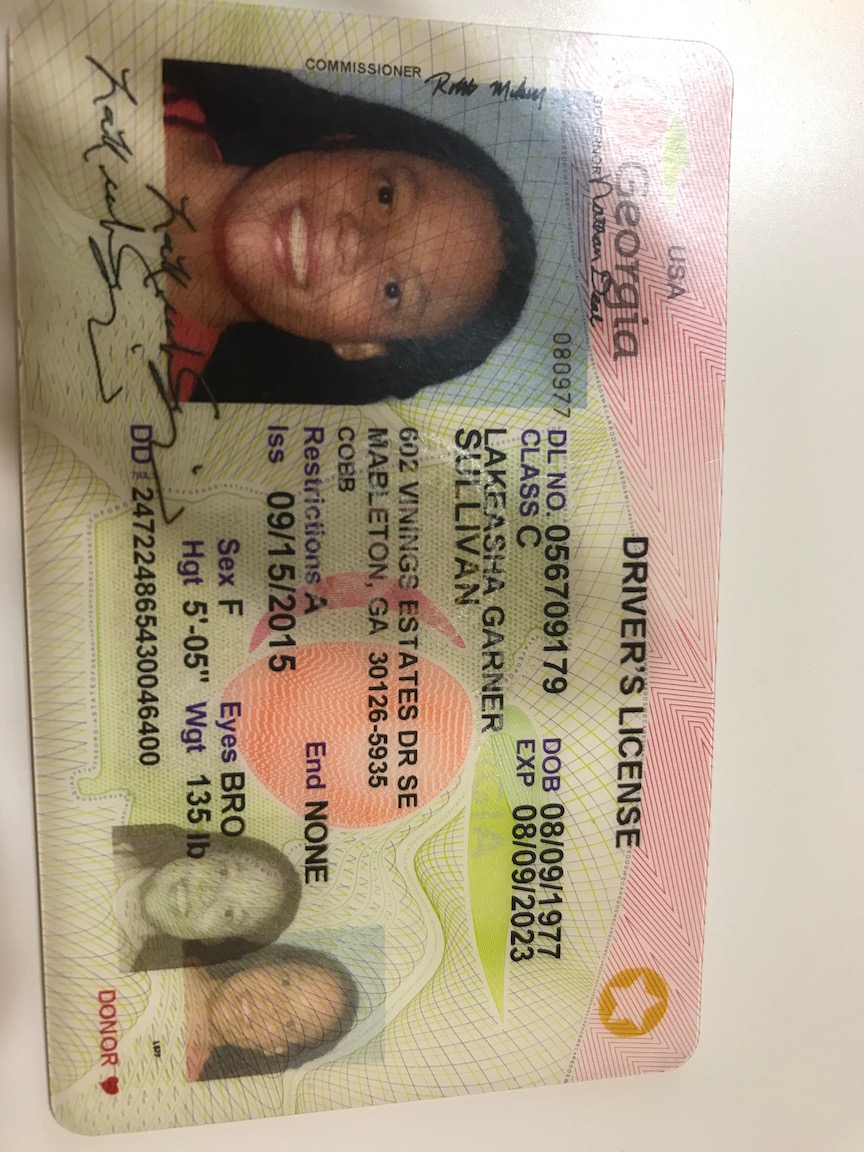 USA
Georgia
DRIVER'S LICENSE
GOVERNOR
COMMISSIONER
080977
DL NO. 056709179 DOB 08/09/1977
CLASS C EXP 08/09/2023
LAKEASHA GARNER
SULLIVAN
602 VININGS ESTATES DR SE
MABLETON, GA 30126-5935
COBB
Restrictions A End NONE
Iss 09/15/2015
Sex F Eyes BRO
Hgt 5'-05" Wgt 135 lb
DD 247224865430046400
DONOR